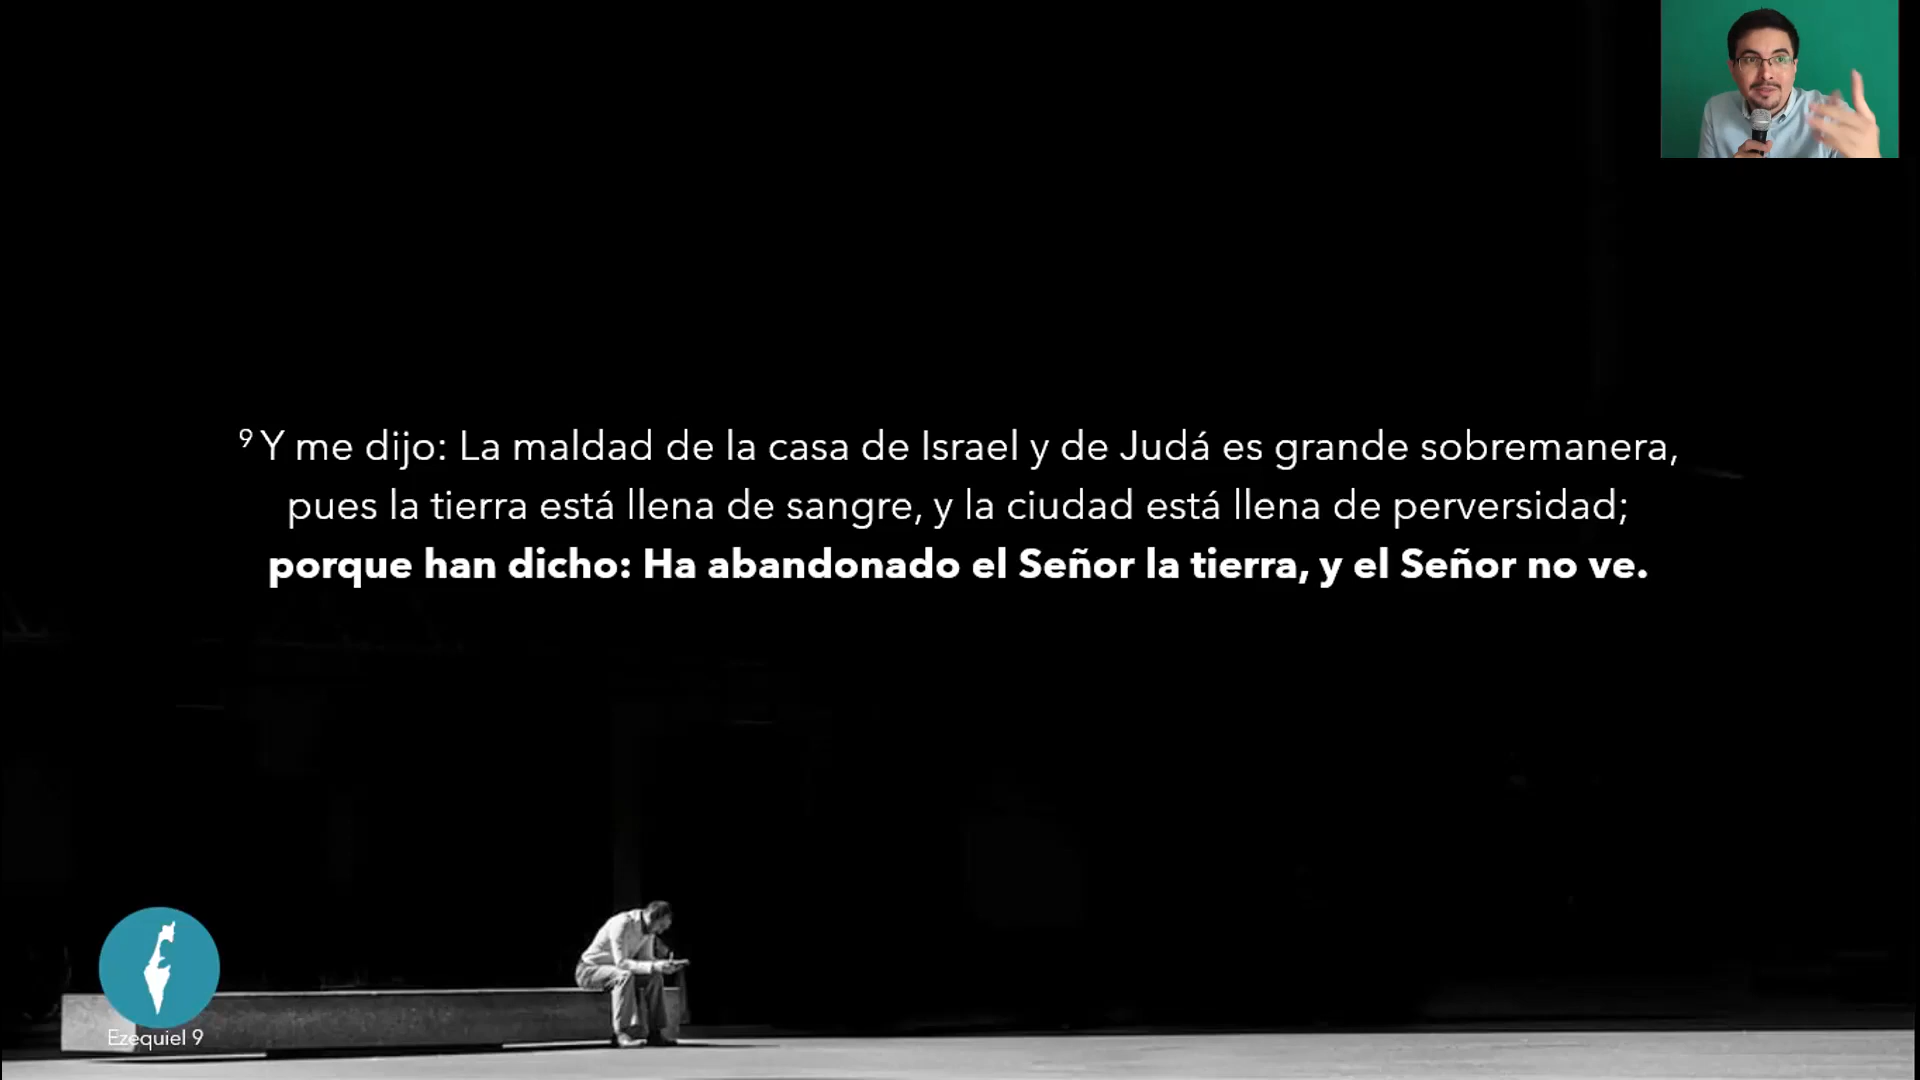 ⁹ Y me dijo: La maldad de la casa de Israel y de Judá es grande sobremanera,
pues la tierra está llena de sangre, y la ciudad está llena de perversidad;
porque han dicho: Ha abandonado el Señor la tierra, y el Señor no ve.
Ezequiel 9